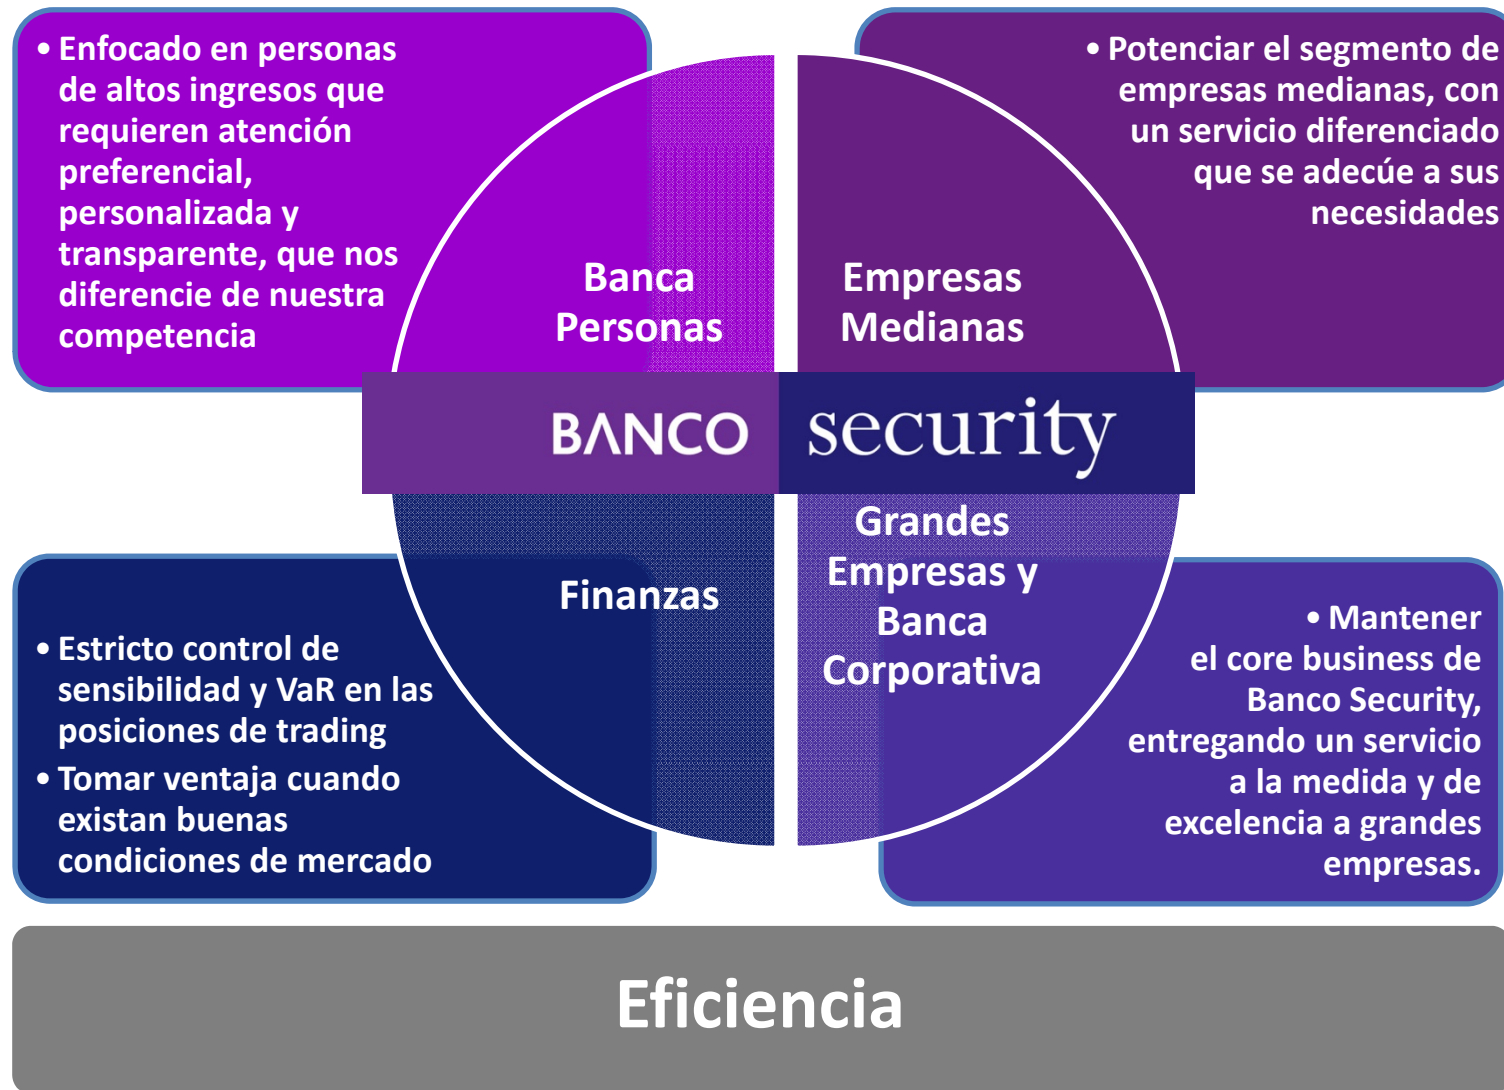 • Enfocado en personas
de altos ingresos que
requieren atención
preferencial,
personalizada y
transparente, que nos
diferencie de nuestra
competencia
• Potenciar el segmento de
empresas medianas, con
un servicio diferenciado
que se adecúe a sus
necesidades
Banca
Personas
Empresas
Medianas
BANCO security
Finanzas
Grandes
Empresas y
Banca
Corporativa
• Estricto control de
sensibilidad y VaR en las
posiciones de trading
• Tomar ventaja cuando
existan buenas
condiciones de mercado
• Mantener
el core business de
Banco Security,
entregando un servicio
a la medida y de
excelencia a grandes
empresas.
Eficiencia